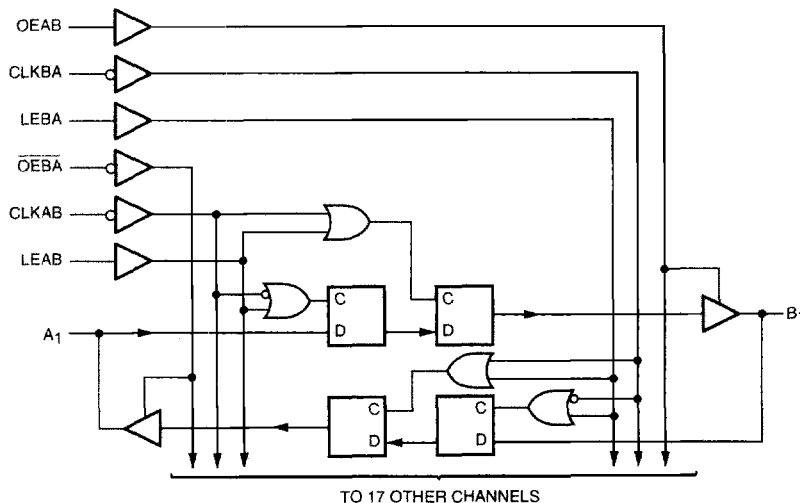 OEAB
CLKBA
LEBA
OEBA
CLKAB
LEAB
C
C
D
D
A1
B1
C
C
D
D
TO 17 OTHER CHANNELS